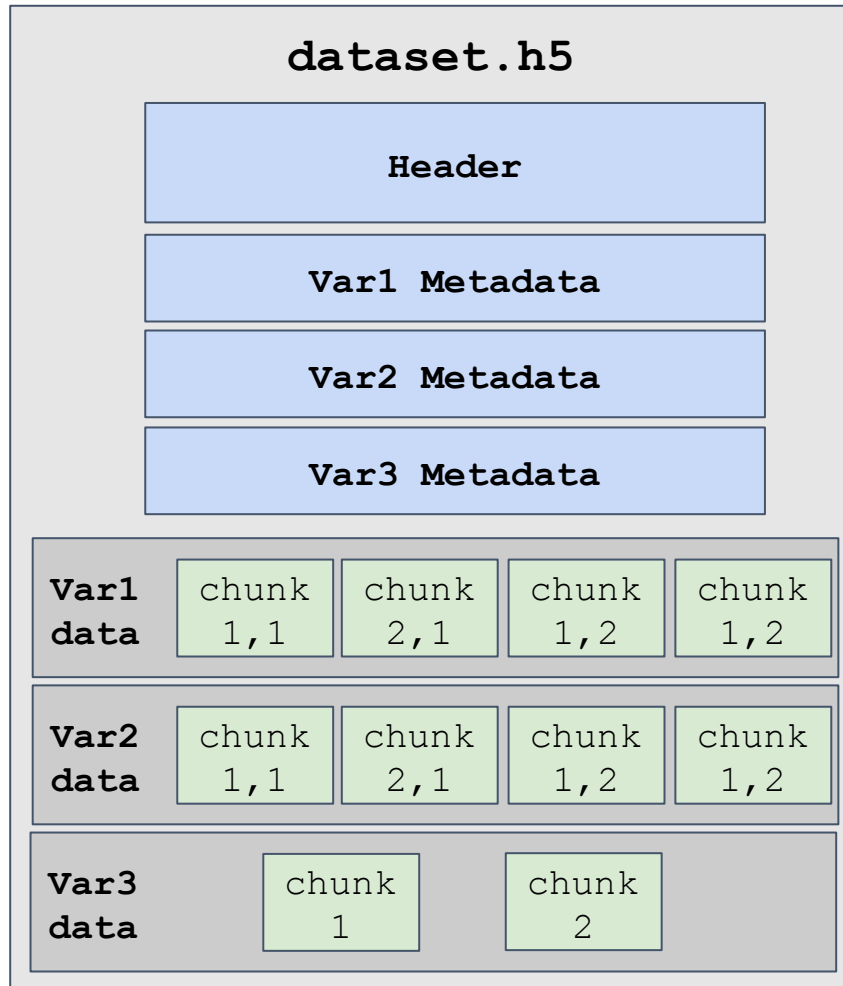 dataset.h5
Header
Var1 Metadata
Var2 Metadata
Var3 Metadata
Var1 data
chunk 1,1
chunk 2,1
chunk 1,2
chunk 1,2
Var2 data
chunk 1,1
chunk 2,1
chunk 1,2
chunk 1,2
Var3 data
chunk 1
chunk 2